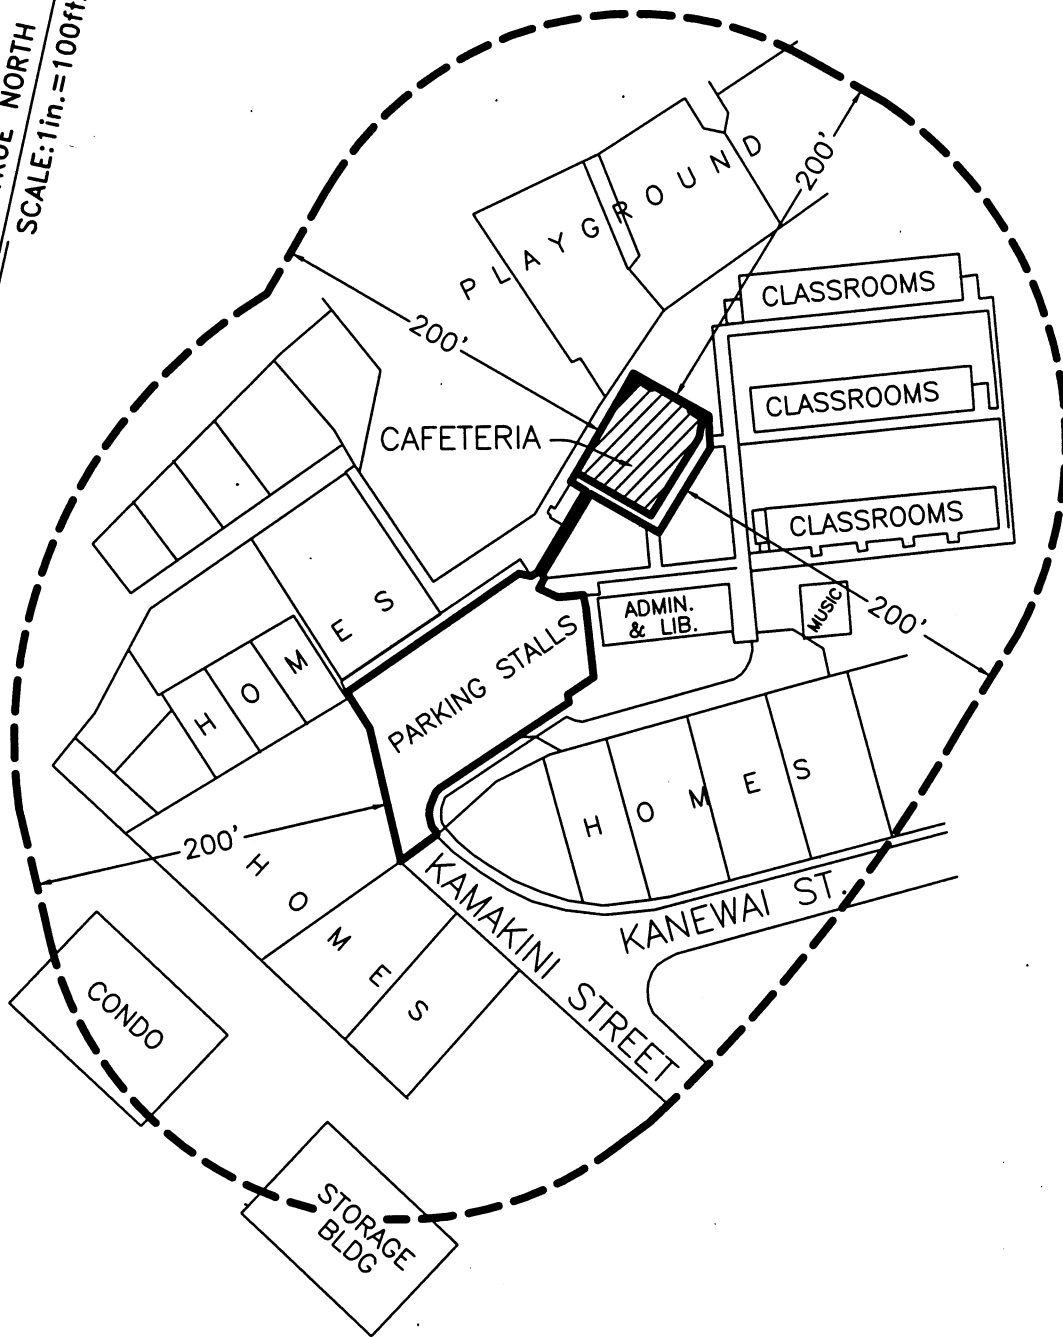 NORTH
SCALE:1in.=100ft.
PLAYGROUND
200'
200'
CLASSROOMS
CLASSROOMS
CAFETERIA
CLASSROOMS
ADMIN.
& LIB.
MUSIC
200'
HOMES
PARKING STALLS
HOMES
200'
HOMES
KAMAKINI STREET
KANEWAI ST.
CONDO
STORAGE
BLDG